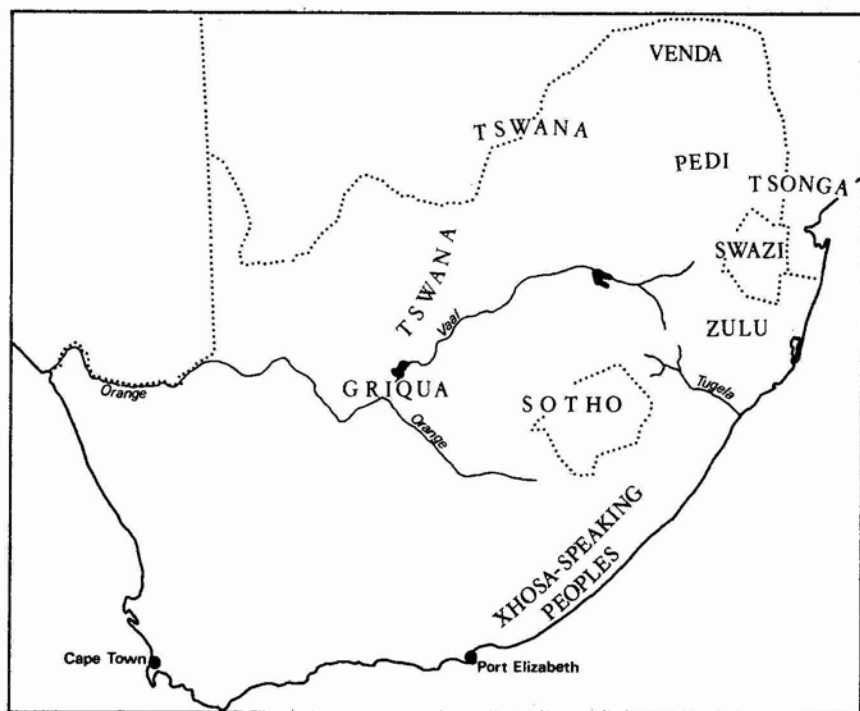 VENDA
TSWANA
PEDI
TSONGA
SWAZI
TSWANA
Vaal
ZULU
GRIQUA
Orange
SOTHO
Tugela
Orange
XHOSA-SPEAKING
PEOPLES
Cape Town
Port Elizabeth